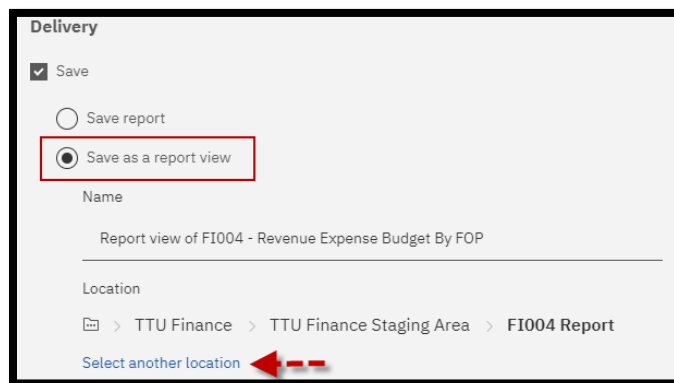 Delivery
Save
Save report
Save as a report view
Name
Report view of FI004 - Revenue Expense Budget By FOP
Location
> TTU Finance > TTU Finance Staging Area > FI004 Report
Select another location